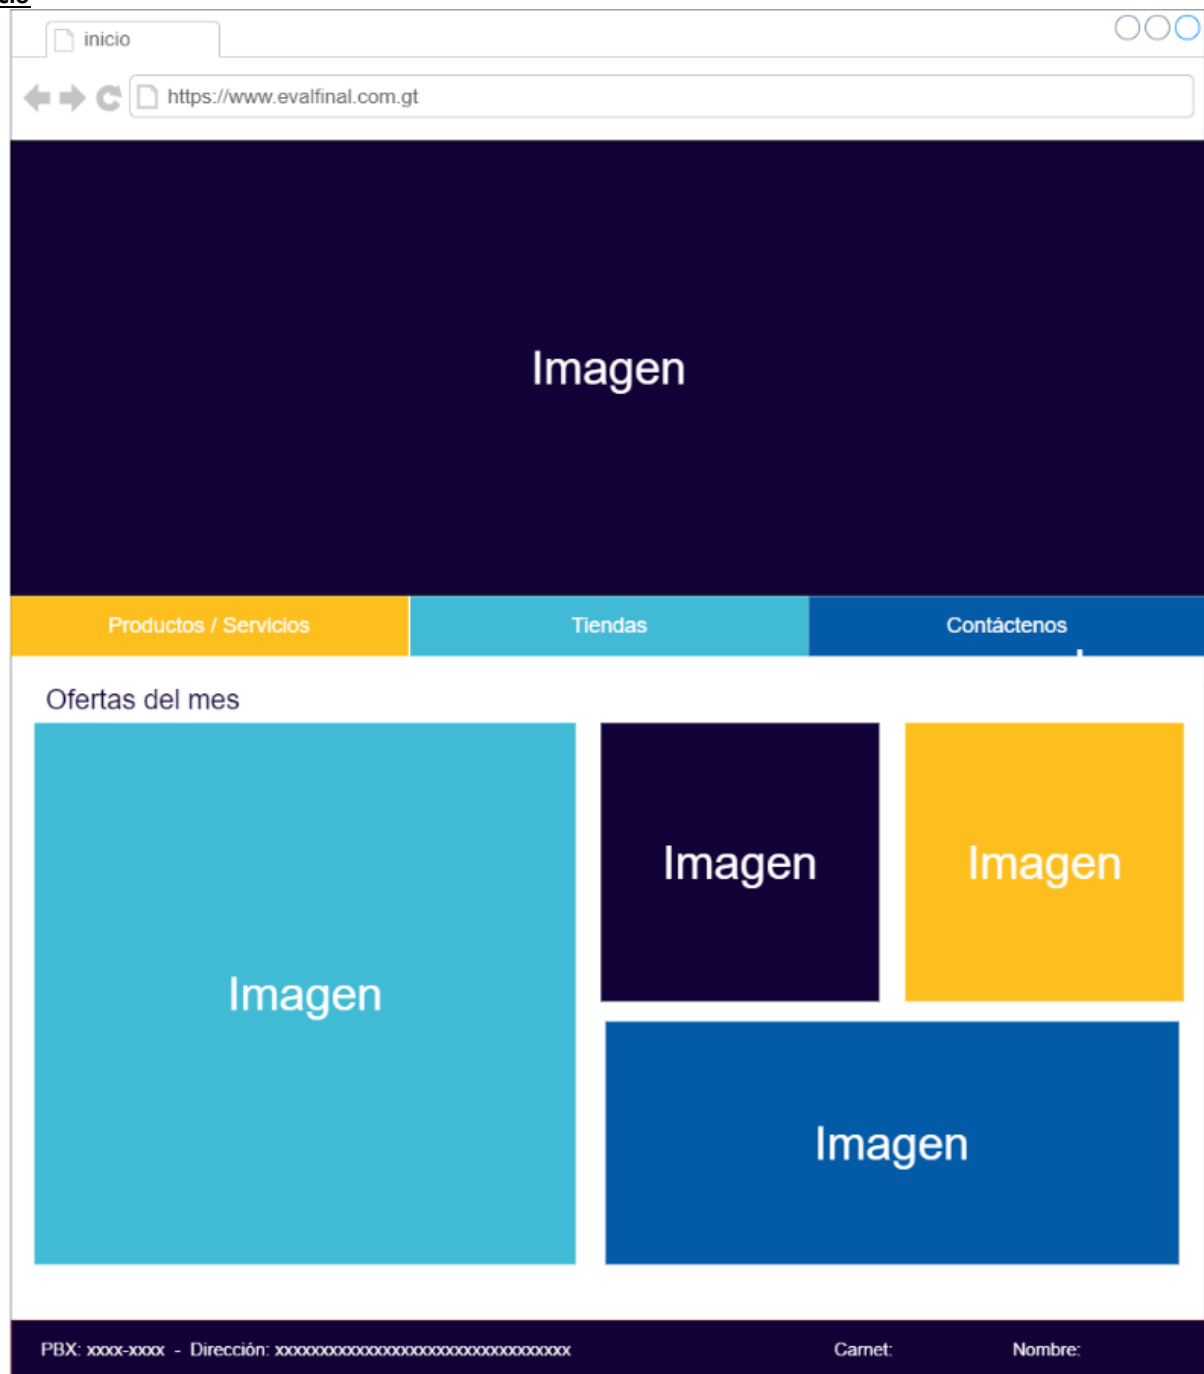 inicio
https://www.evalfinal.com.gt
Imagen
Productos / Servicios
Tiendas
Contáctenos
Ofertas del mes
Imagen
Imagen
Imagen
Imagen
PBX: xxxx-xxxx - Dirección: xxxxxxxxxxxxxxxxxxxxxxxxxxxxxxxxx Carnet: Nombre: